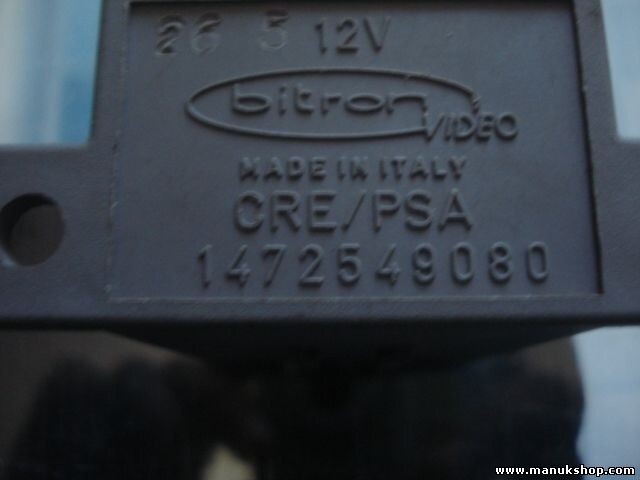 26 5 12V
bitron
VIDEO
MADE IN ITALY
CRE/PSA
1472549080
www.manukshop.com